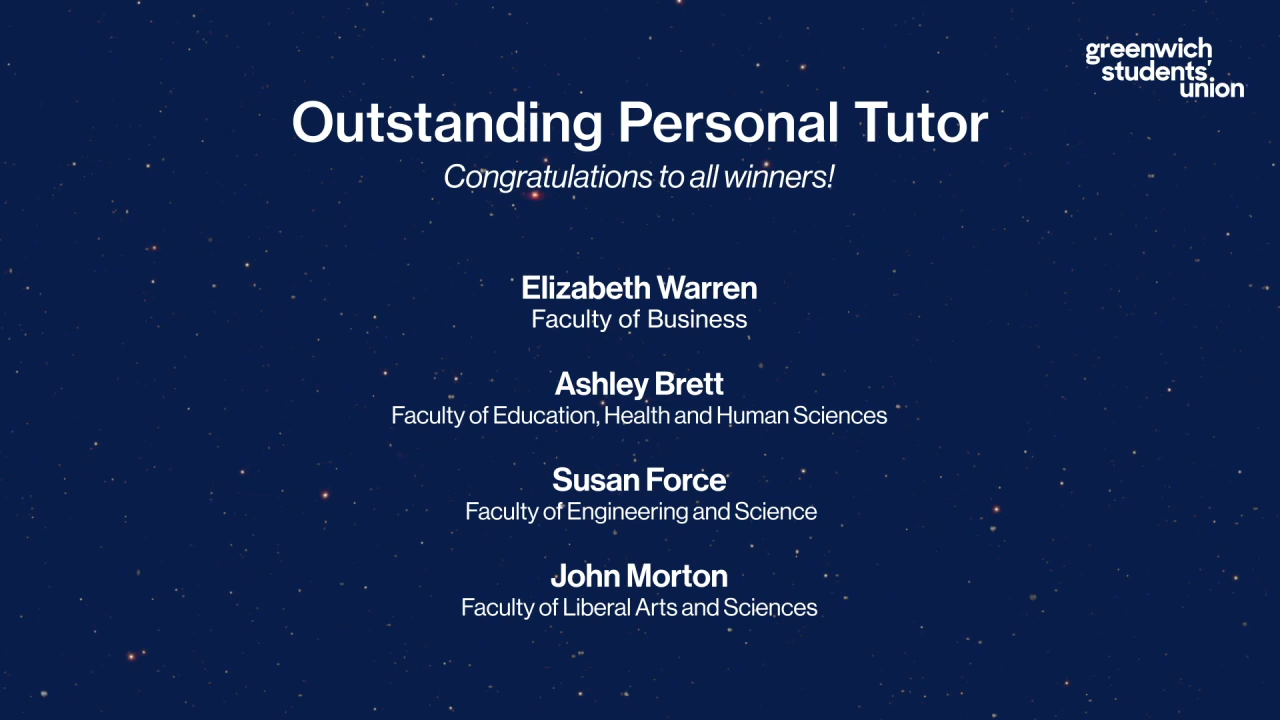 greenwich
students'
union
Outstanding Personal Tutor
Congratulations to all winners!
Elizabeth Warren
Faculty of Business
Ashley Brett
Faculty of Education, Health and Human Sciences
Susan Force
Faculty of Engineering and Science
John Morton
Faculty of Liberal Arts and Sciences